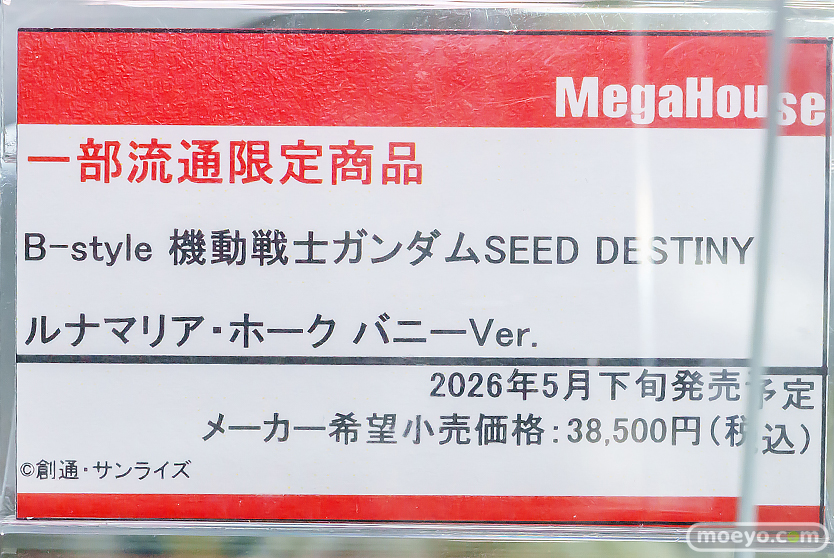 MegaHouse
一部流通限定商品
B-style 機動戦士ガンダムSEED DESTINY
ルナマリア・ホーク バニーVer.
2026年5月下旬発売予定
メーカー希望小売価格:38,500円(税込)
©創通・サンライズ
moeyo.com